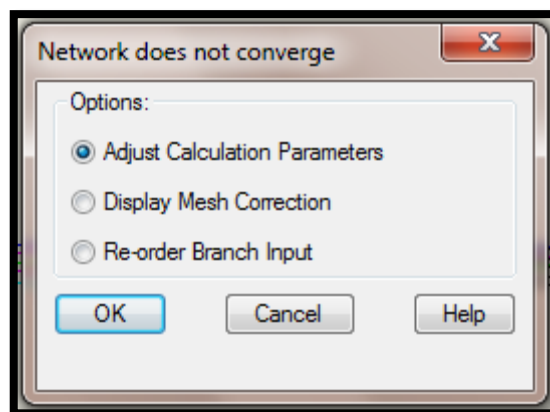 Network does not converge
Options:
Adjust Calculation Parameters
Display Mesh Correction
Re-order Branch Input
OK Cancel Help